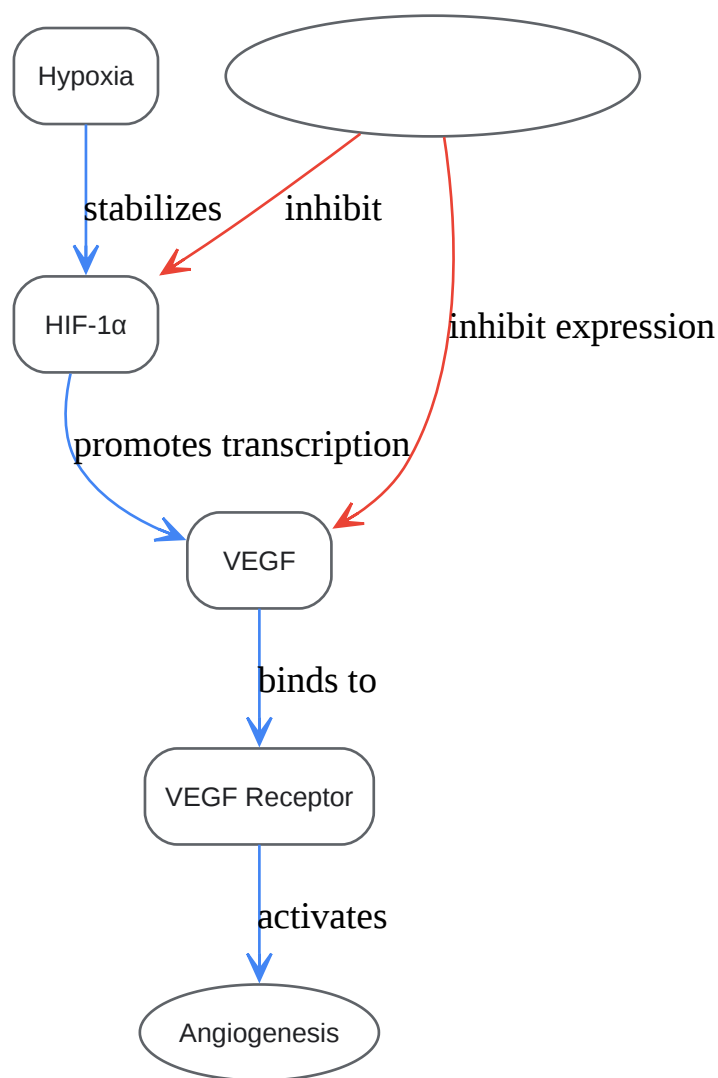 Hypoxia
stabilizes
inhibit
HIF-1α
inhibit expression
promotes transcription
VEGF
binds to
VEGF Receptor
activates
Angiogenesis